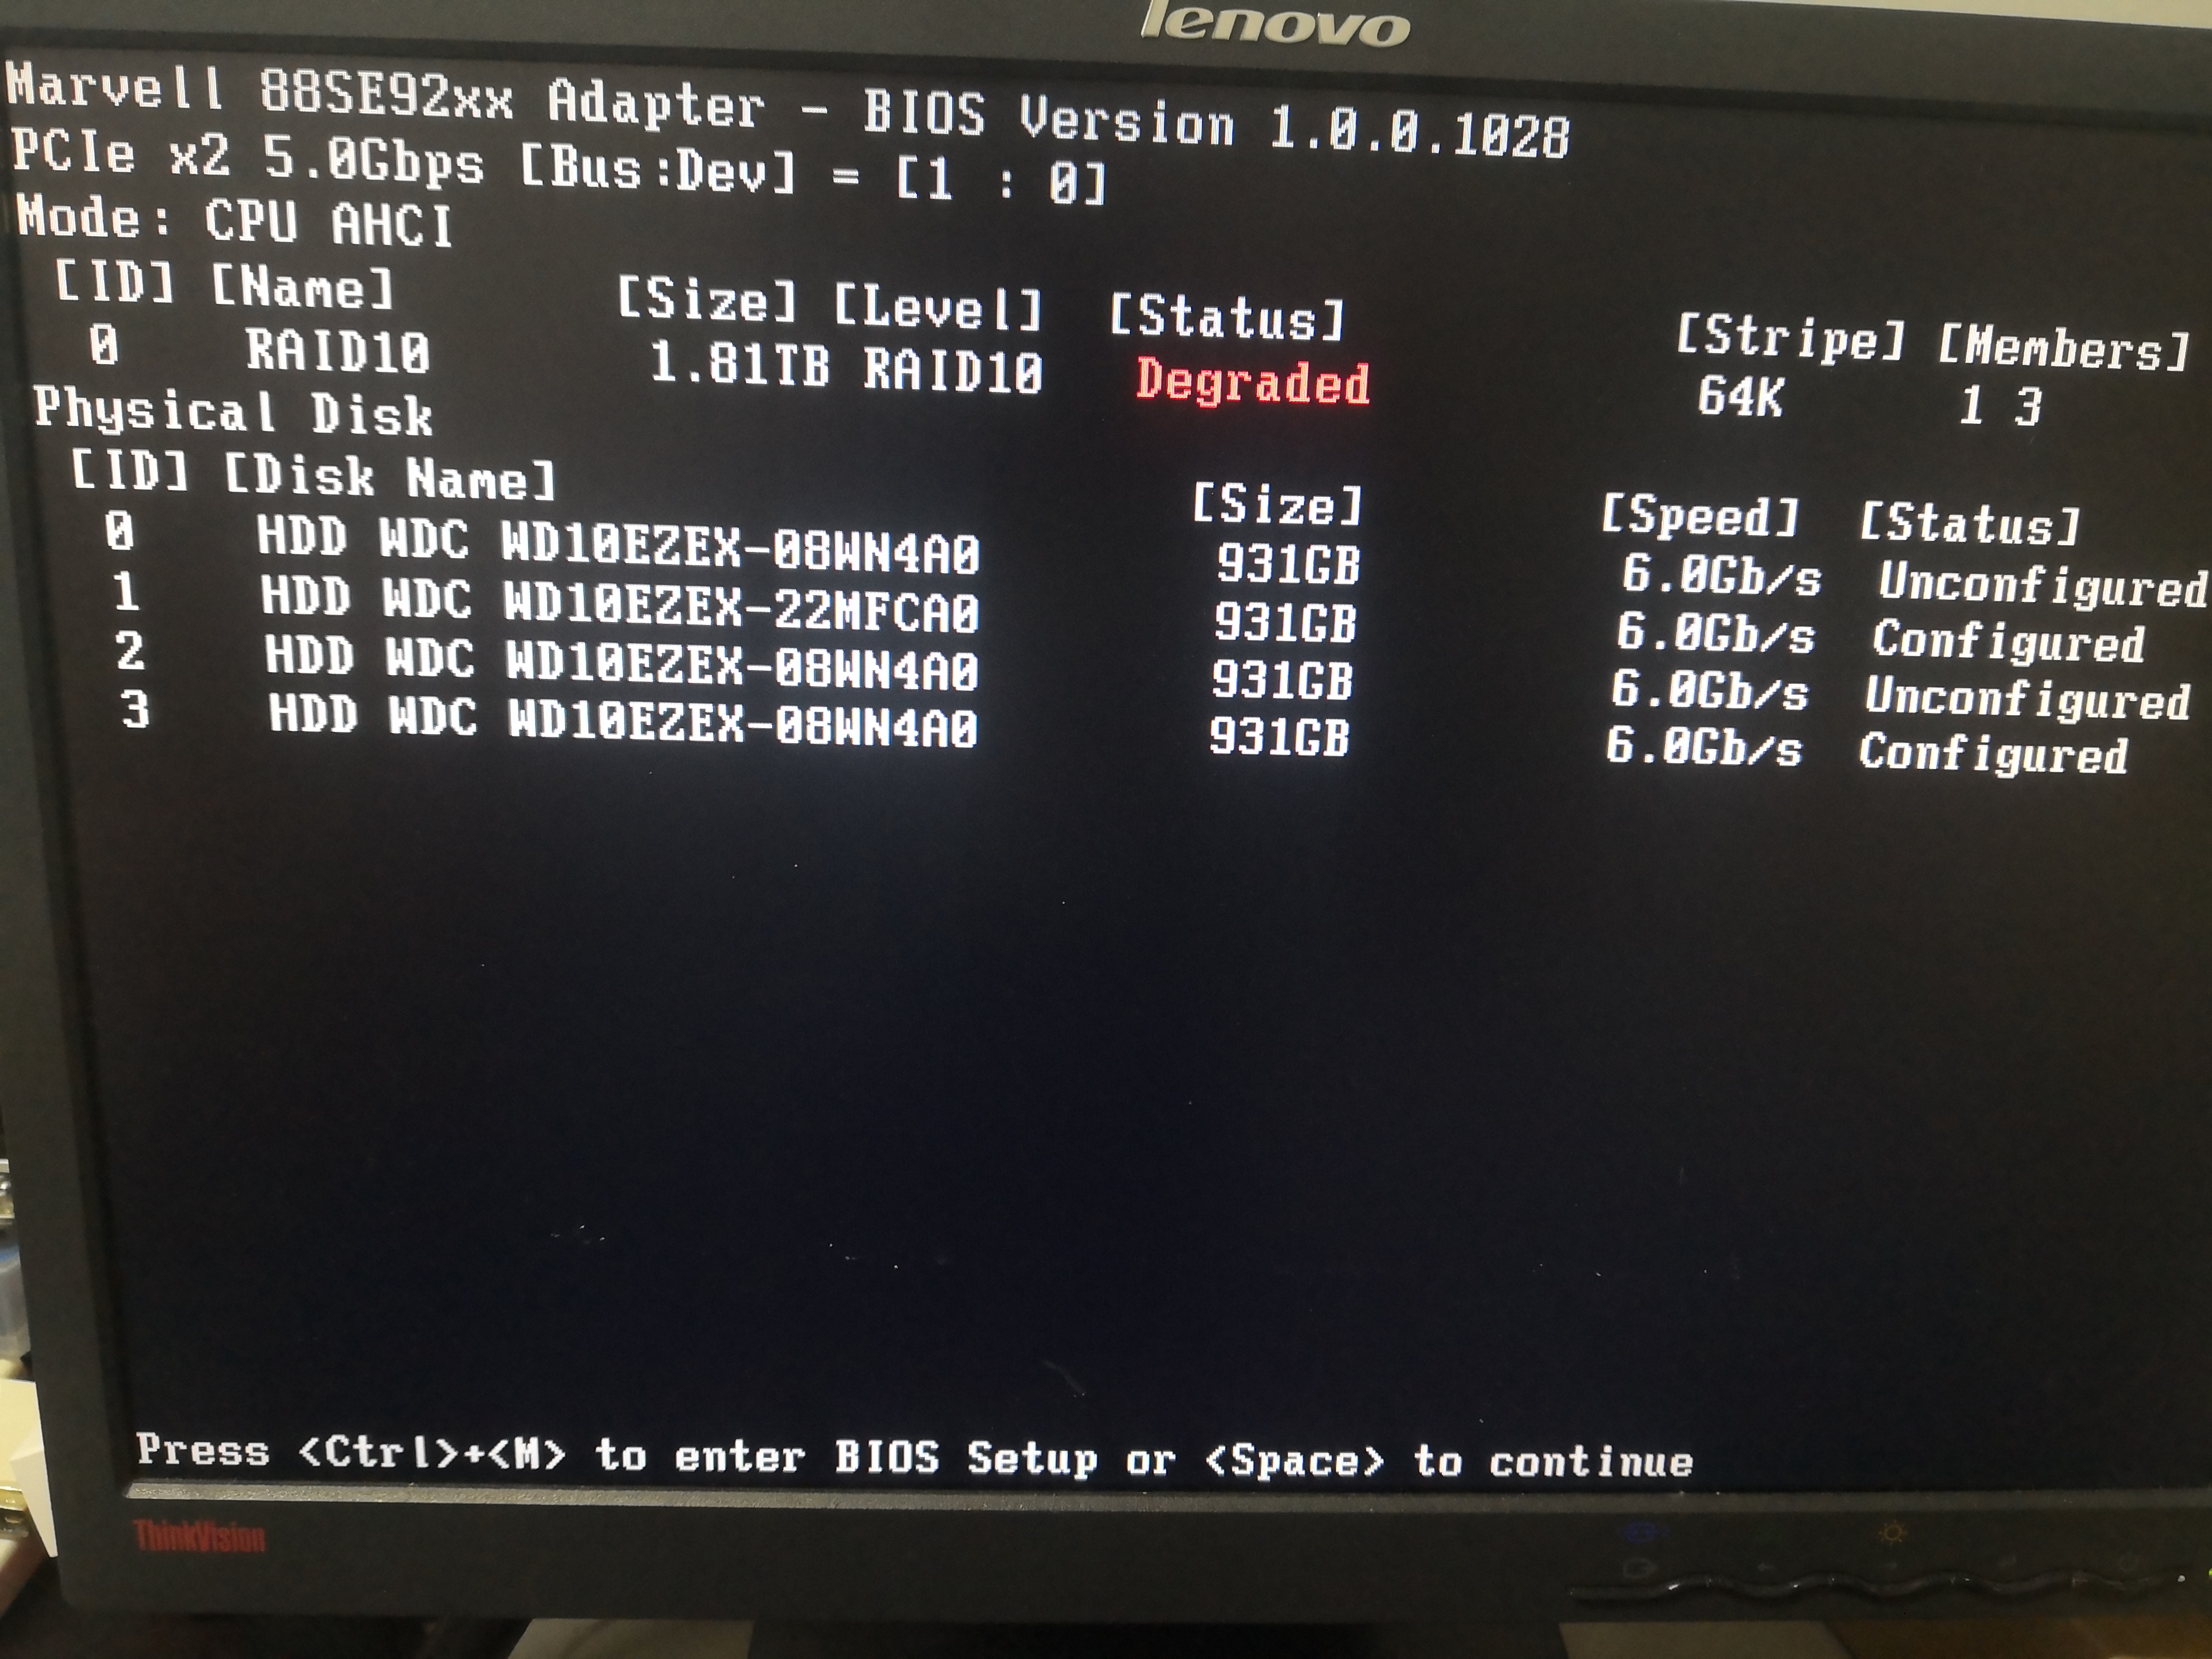 lenovo
Marvell 88SE92xx Adapter - BIOS Version 1.0.0.1028
PCIe x2 5.0Gbps [Bus:Dev] = [1 : 0]
Mode: CPU AHCI
[ID] [Name] [Size] [Level] [Status] [Stripe] [Members]
0 RAID10 1.81TB RAID10 Degraded 64K 1 3
Physical Disk
[ID] [Disk Name] [Size] [Speed] [Status]
0 HDD WDC WD10EZEX-08WN4A0 931GB 6.0Gb/s Unconfigured
1 HDD WDC WD10EZEX-22MFCA0 931GB 6.0Gb/s Configured
2 HDD WDC WD10EZEX-08WN4A0 931GB 6.0Gb/s Unconfigured
3 HDD WDC WD10EZEX-08WN4A0 931GB 6.0Gb/s Configured
Press <Ctrl>+<M> to enter BIOS Setup or <Space> to continue
ThinkVision